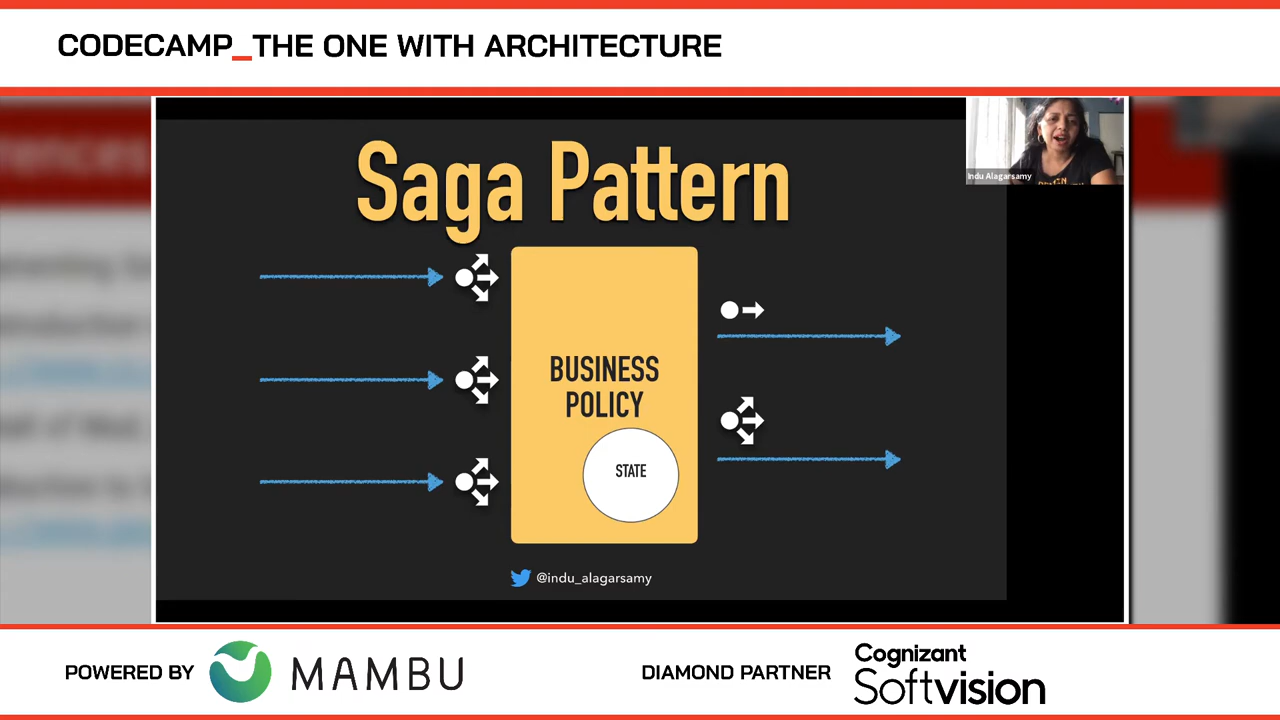 CODECAMP_THE ONE WITH ARCHITECTURE
Indu Alagarsamy
Saga Pattern
BUSINESS
POLICY
STATE
@indu_alagarsamy
POWERED BY
MAMBU
DIAMOND PARTNER
Cognizant
Softvision